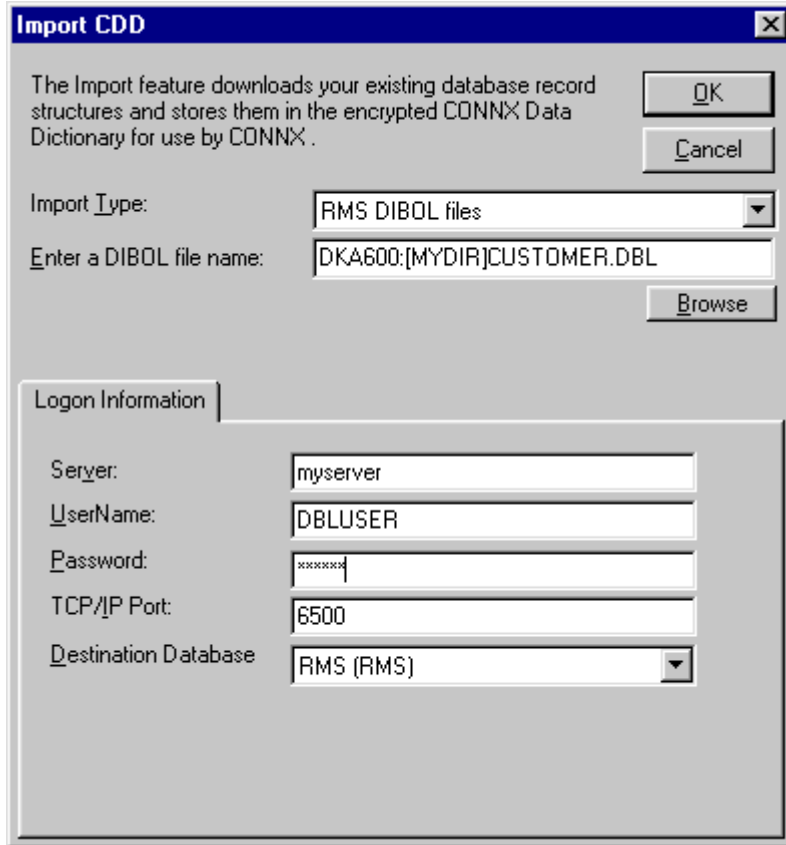 Import CDD
The Import feature downloads your existing database record
structures and stores them in the encrypted CONNX Data
Dictionary for use by CONNX .
OK
Cancel
Import Type:
RMS DIBOL files
Enter a DIBOL file name:
DKA600:[MYDIR]CUSTOMER.DBL
Browse
Logon Information
Server:
myserver
UserName:
DBLUSER
Password:
******
TCP/IP Port:
6500
Destination Database
RMS (RMS)